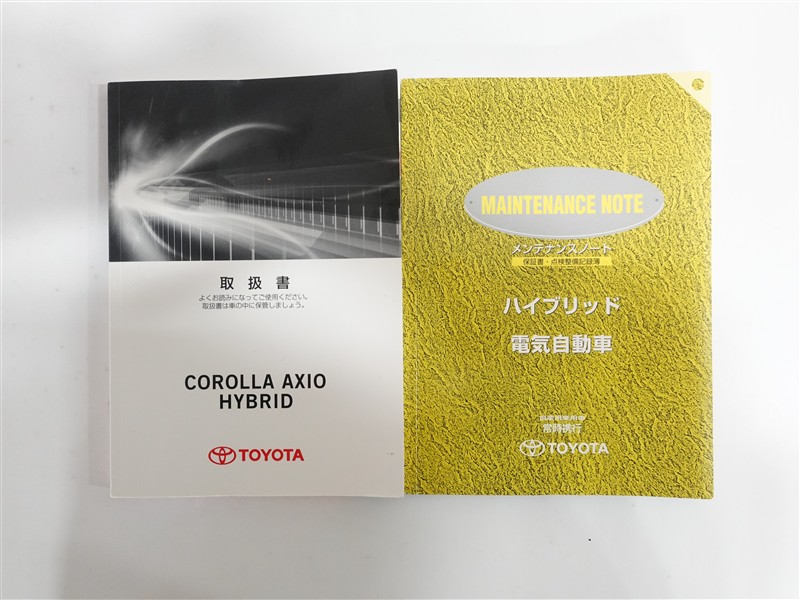 取扱書
よくお読みになってご使用ください。
取扱書は車の中に保管しましょう。
COROLLA AXIO
HYBRID
TOYOTA
MAINTENANCE NOTE
メンテナンスノート
保証書・点検整備記録簿
ハイブリッド
電気自動車
常時携行
TOYOTA